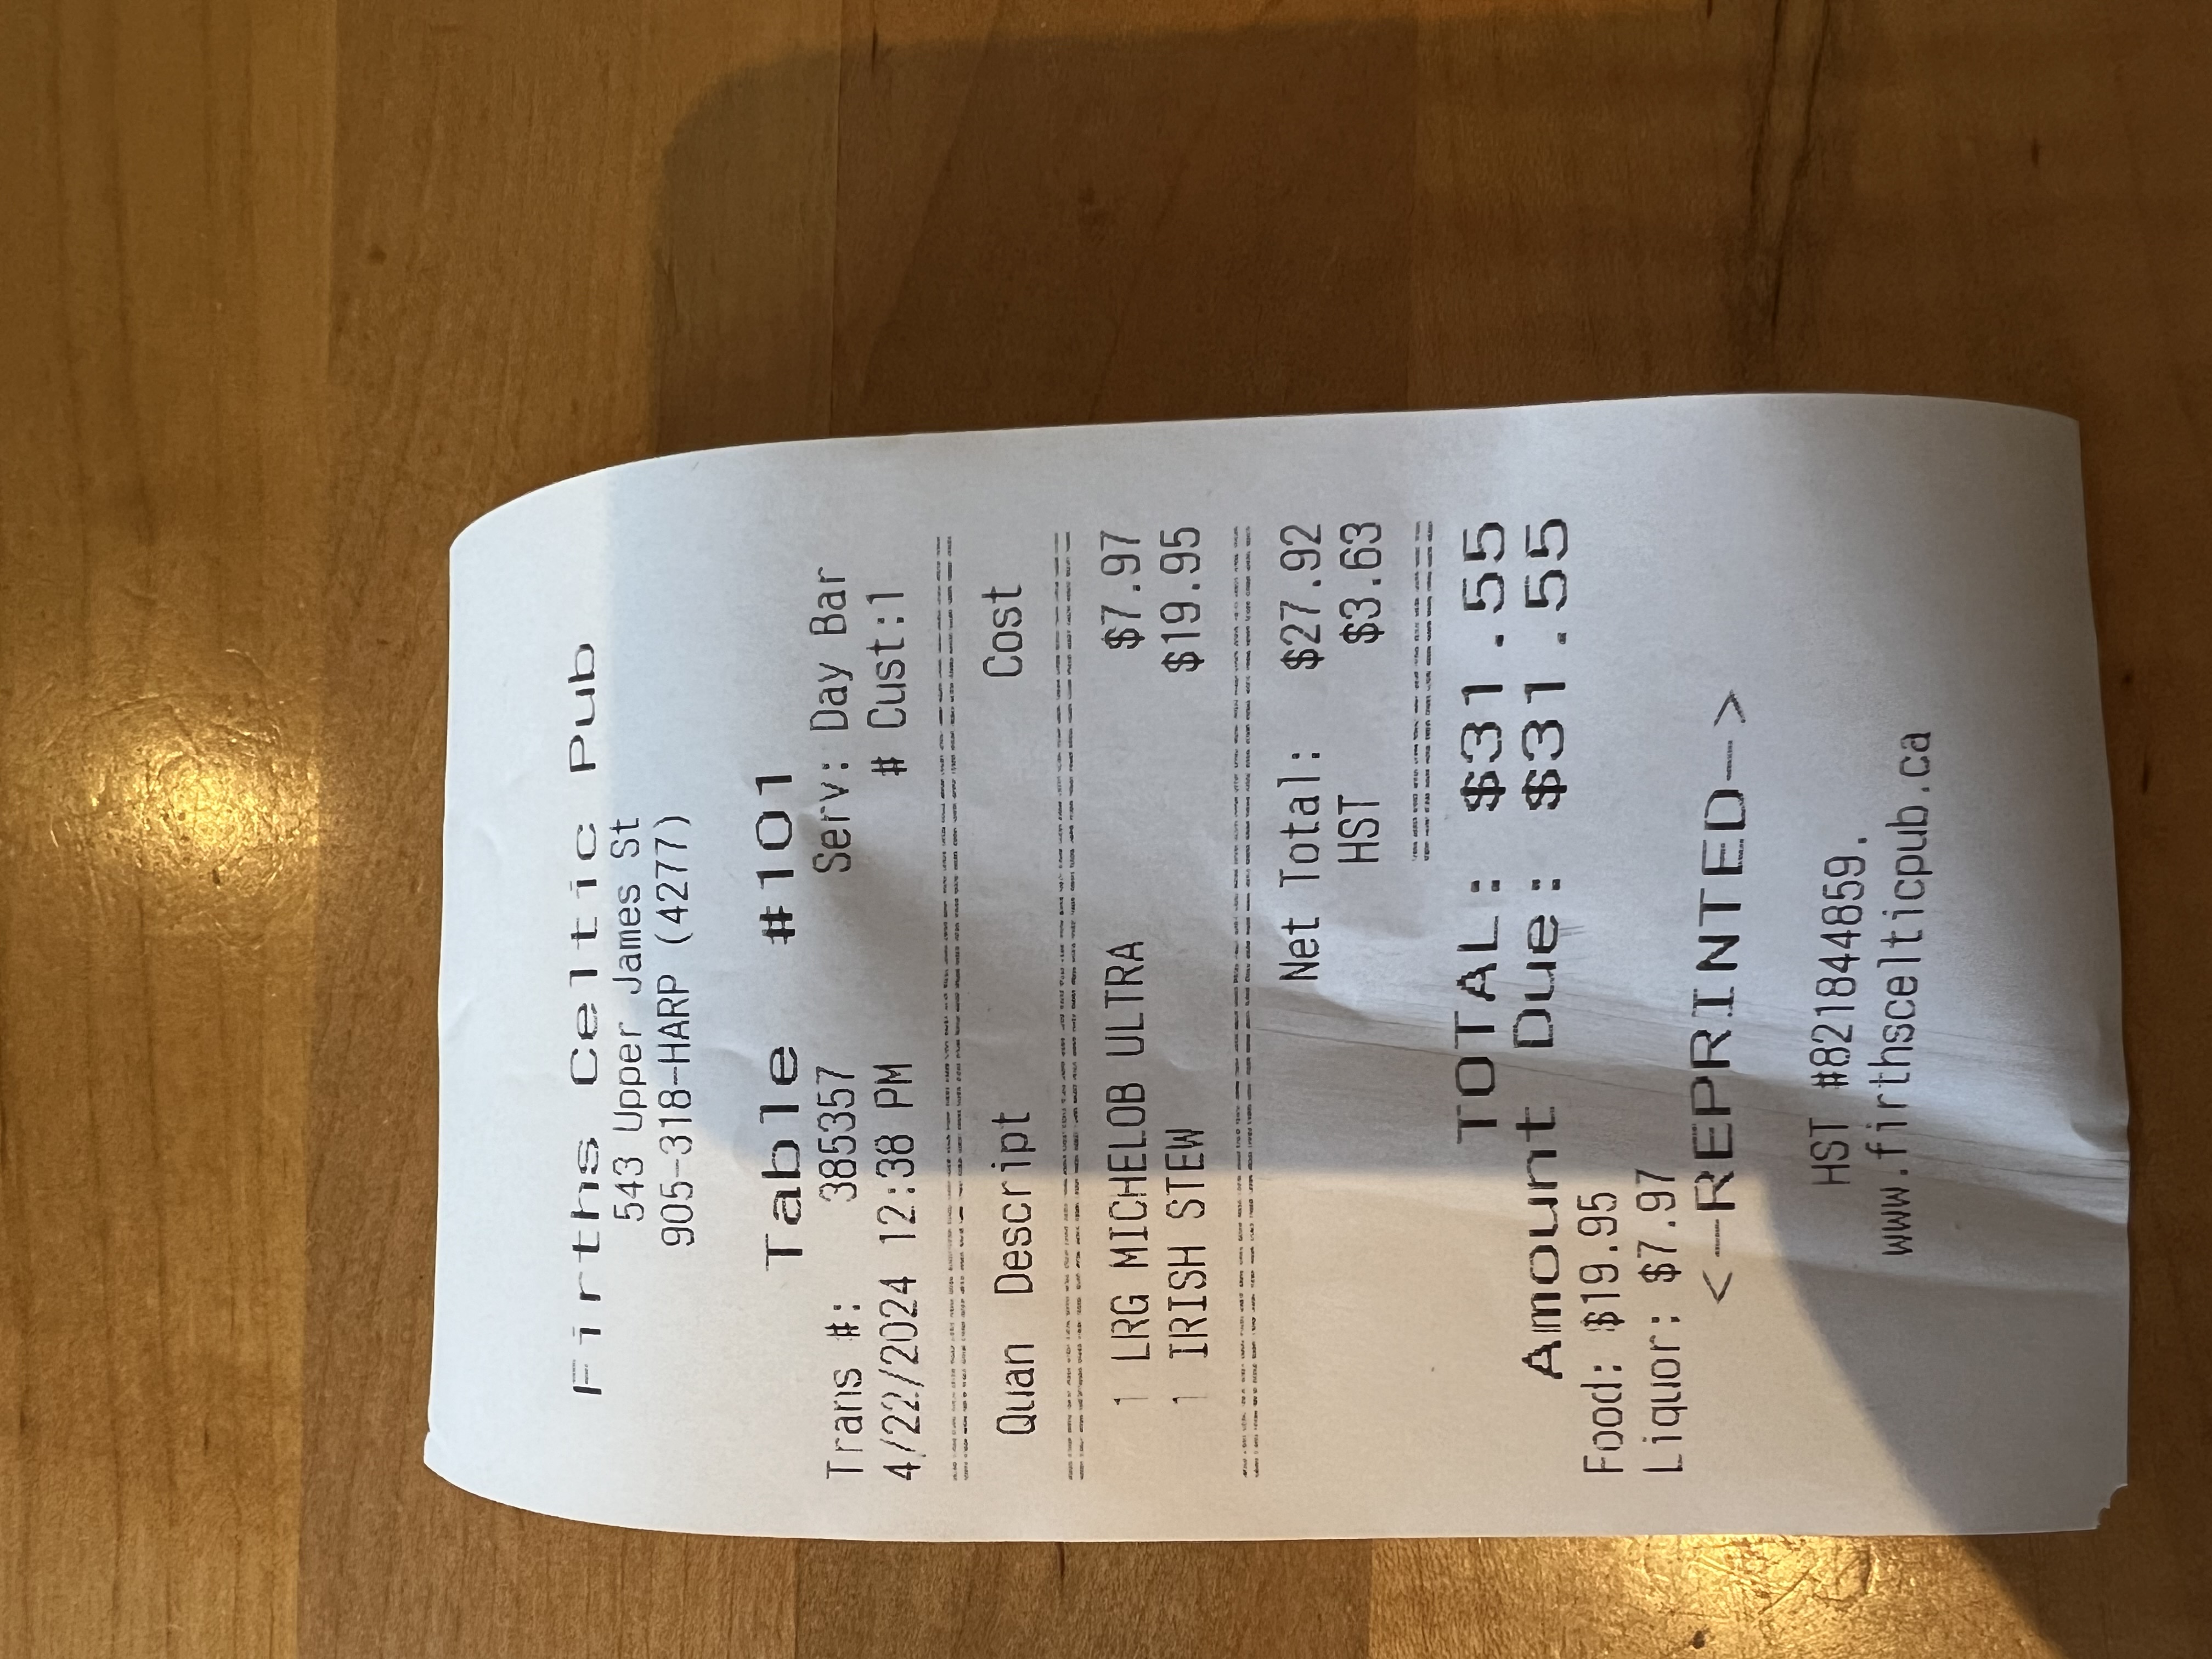 Firths Celtic Pub
543 Upper James St
905-318-HARP (4277)
Table #101
Trans #: 385357 Serv: Day Bar
4/22/2024 12:38 PM # Cust:1
Quan Descript Cost
1 LRG MICHELOB ULTRA $7.97
1 IRISH STEW $19.95
Net Total: $27.92
HST $3.63
TOTAL: $31.55
Amount Due: $31.55
Food: $19.95
Liquor: $7.97
<-REPRINTED->
HST #821844859.
www.firthscelticpub.ca